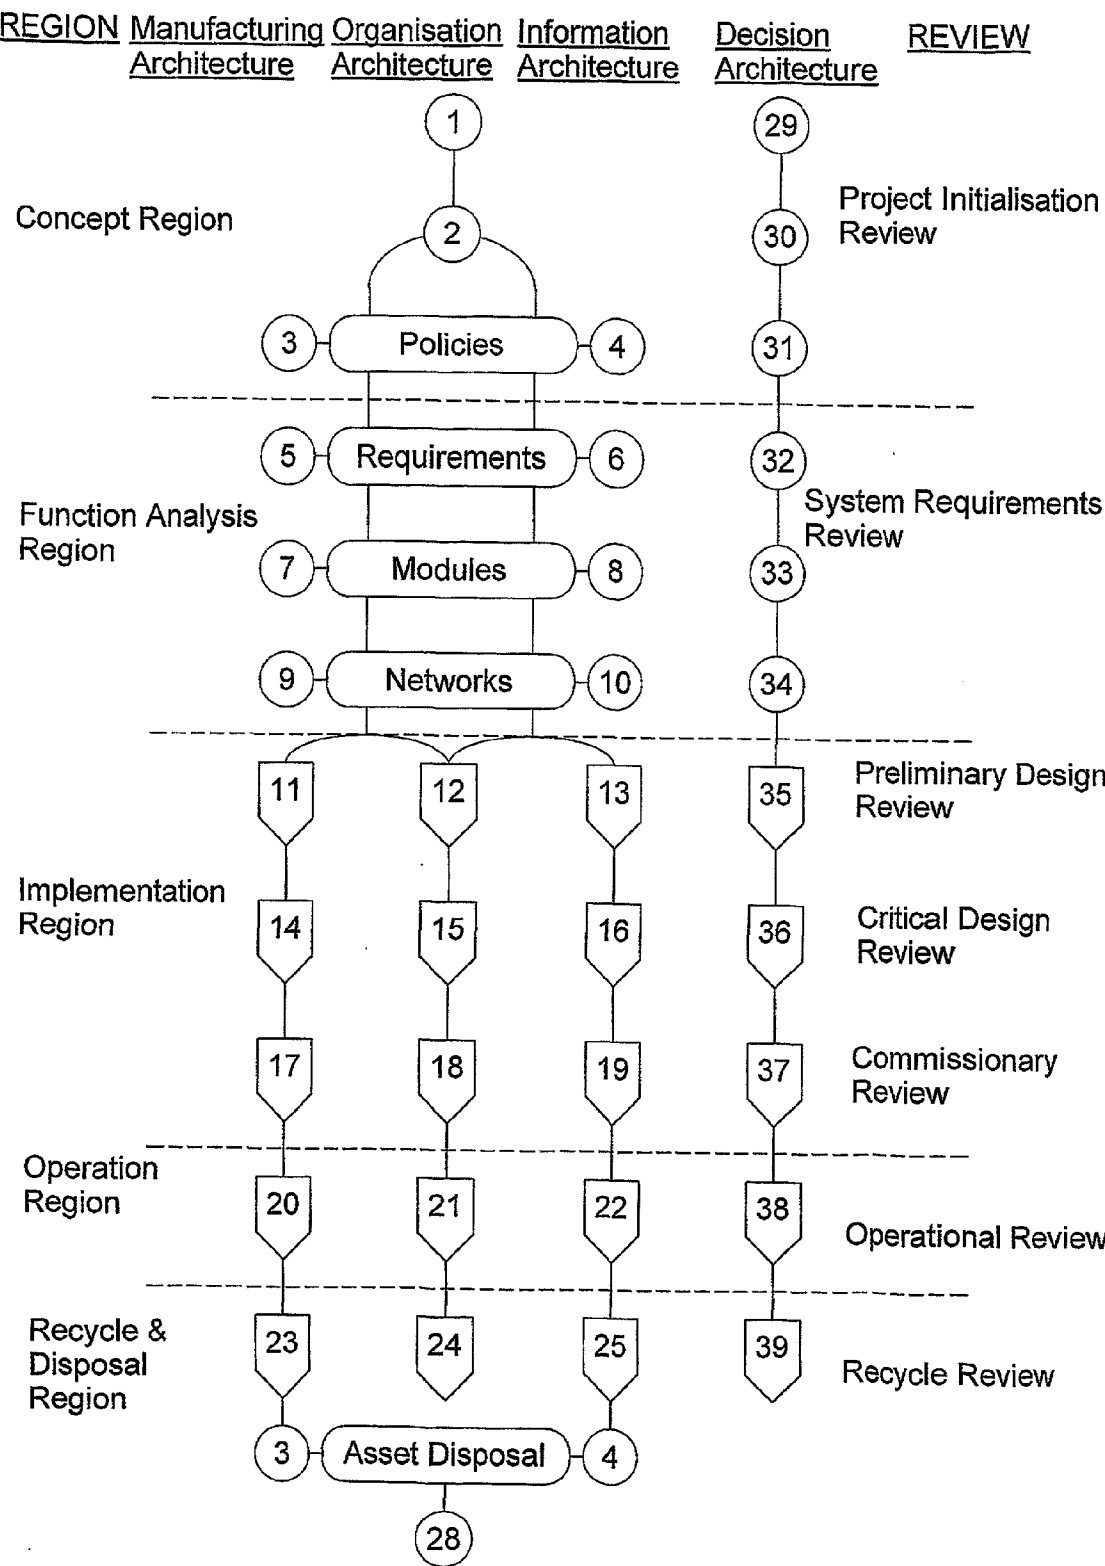 REGION Manufacturing Organisation Information Decision REVIEW
Architecture Architecture Architecture Architecture
1 29
Concept Region 2 30 Project Initialisation
Review
3 Policies 4 31
5 Requirements 6 32
Function Analysis System Requirements
Region Review
7 Modules 8 33
9 Networks 10 34
11 12 13 35 Preliminary Design
Review
Implementation
Region
14 15 16 36 Critical Design
Review
17 18 19 37 Commissionary
Review
Operation
Region
20 21 22 38 Operational Review
Recycle &
Disposal
Region
23 24 25 39 Recycle Review
3 Asset Disposal 4
28